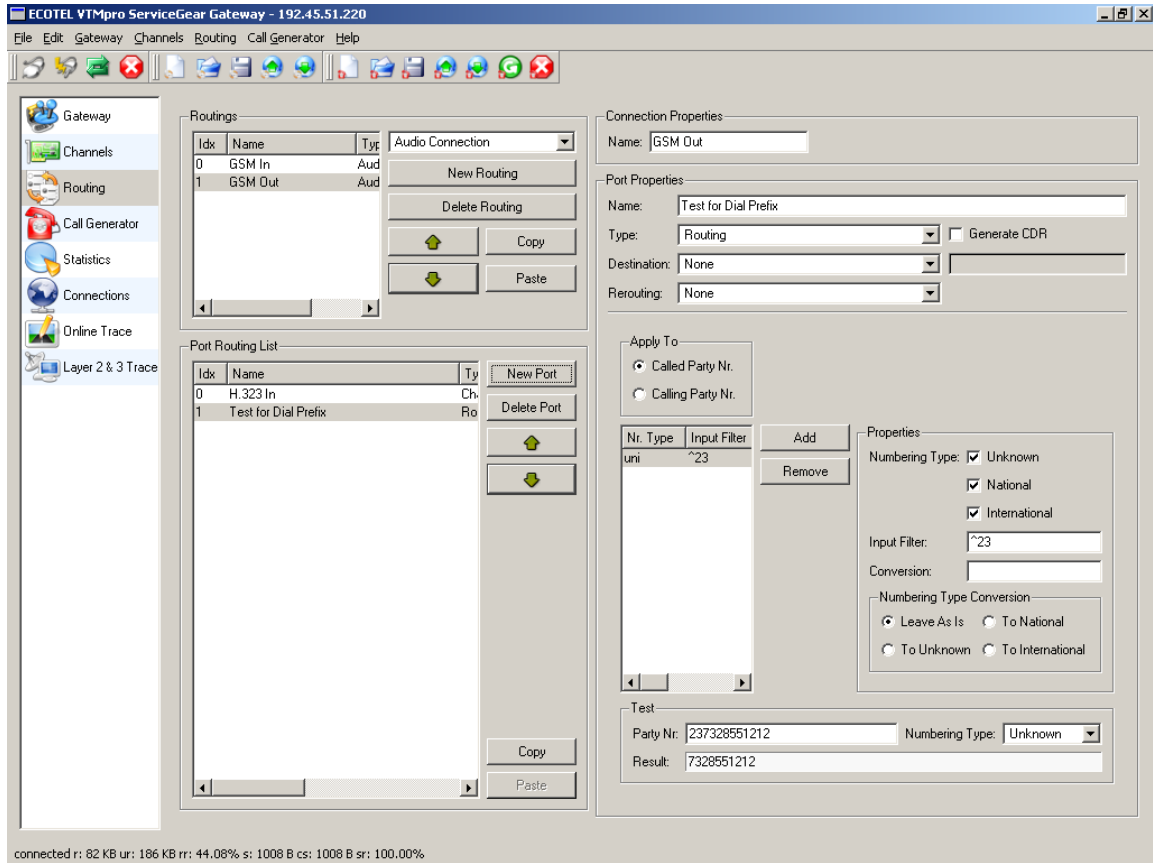 ECOTEL VTMpro ServiceGear Gateway - 192.45.51.220
File Edit Gateway Channels Routing Call Generator Help
Gateway
Channels
Routing
Call Generator
Statistics
Connections
Online Trace
Layer 2 & 3 Trace
Routings
Idx Name Typ
0 GSM In Aud
1 GSM Out Aud
Audio Connection
New Routing
Delete Routing
Copy
Paste
Port Routing List
Idx Name Ty
0 H.323 In Ch
1 Test for Dial Prefix Ro
New Port
Delete Port
Copy
Paste
Connection Properties
Name: GSM Out
Port Properties
Name: Test for Dial Prefix
Type: Routing Generate CDR
Destination: None
Rerouting: None
Apply To
Called Party Nr.
Calling Party Nr.
Nr. Type Input Filter
uni ^23
Add
Remove
Properties
Numbering Type: Unknown
National
International
Input Filter: ^23
Conversion:
Numbering Type Conversion
Leave As Is To National
To Unknown To International
Test
Party Nr: 237328551212 Numbering Type: Unknown
Result: 7328551212
connected r: 82 KB ur: 186 KB rr: 44.08% s: 1008 B cs: 1008 B sr: 100.00%